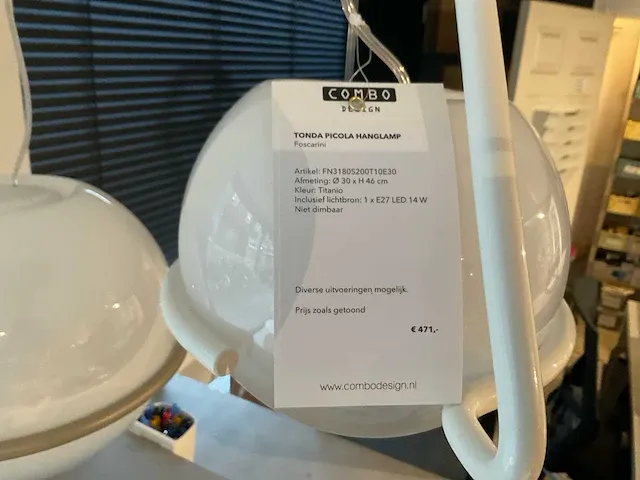 COMBO
DESIGN
TONDA PICOLA HANGLAMP
Foscarini
Artikel: FN3180S200T10E30
Afmeting: Ø 30 x H 46 cm
Kleur: Titanio
Inclusief lichtbron: 1 x E27 LED 14 W
Niet dimbaar
Diverse uitvoeringen mogelijk.
Prijs zoals getoond
€ 471,-
www.combodesign.nl